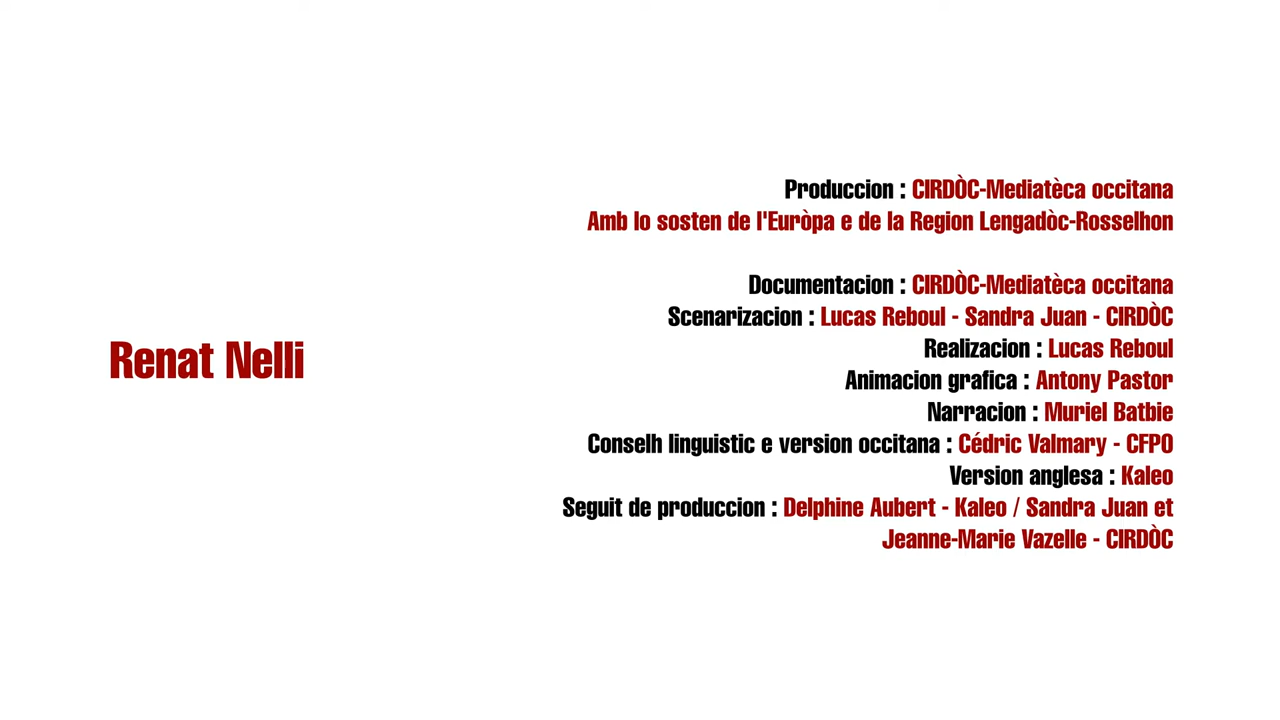 Renat Nelli
Produccion : CIRDÒC-Mediatèca occitana
Amb lo sosten de l'Euròpa e de la Region Lengadòc-Rosselhon
Documentacion : CIRDÒC-Mediatèca occitana
Scenarizacion : Lucas Reboul - Sandra Juan - CIRDÒC
Realizacion : Lucas Reboul
Animacion grafica : Antony Pastor
Narracion : Muriel Batbie
Conselh linguistic e version occitana : Cédric Valmary - CFPO
Version anglesa : Kaleo
Seguit de produccion : Delphine Aubert - Kaleo / Sandra Juan et
Jeanne-Marie Vazelle - CIRDÒC